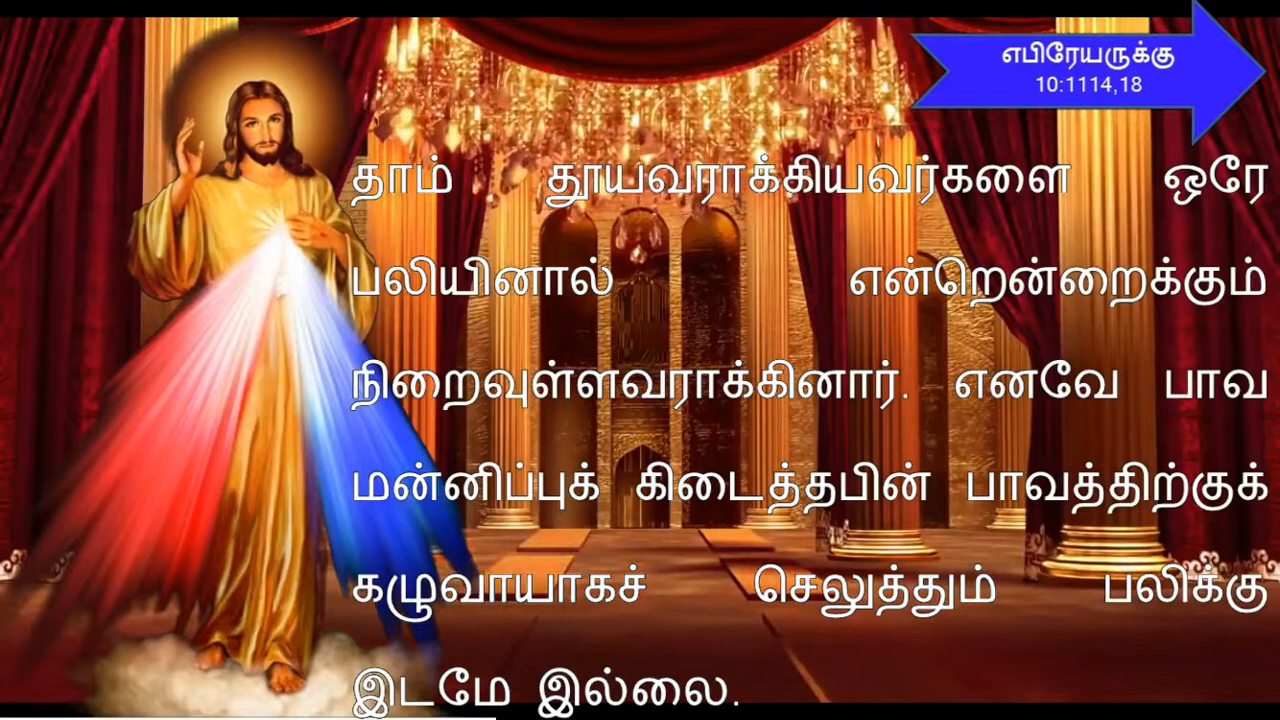 எபிரேயருக்கு
10:1114,18
தாம் தூயவராக்கியவர்களை ஒரே
பலியினால் என்றென்றைக்கும்
நிறைவுள்ளவராக்கினார். எனவே பாவ
மன்னிப்புக் கிடைத்தபின் பாவத்திற்குக்
கழுவாயாகச் செலுத்தும் பலிக்கு
இடமே இல்லை.